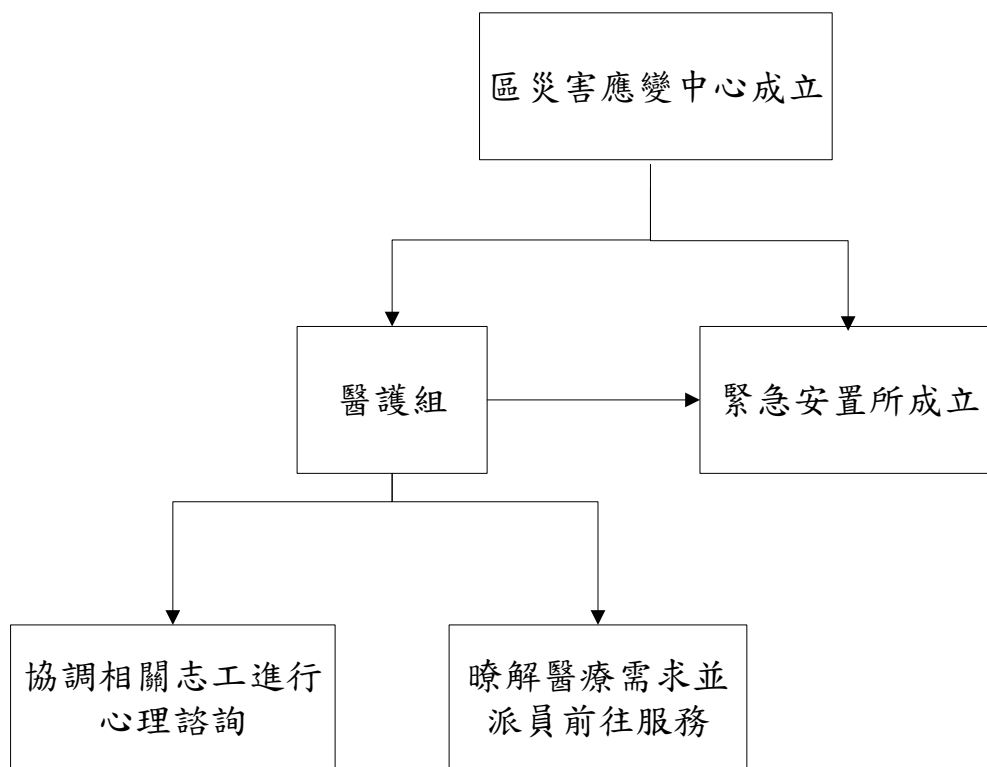 區災害應變中心成立
醫護組
緊急安置所成立
協調相關志工進行
心理諮詢
瞭解醫療需求並
派員前往服務